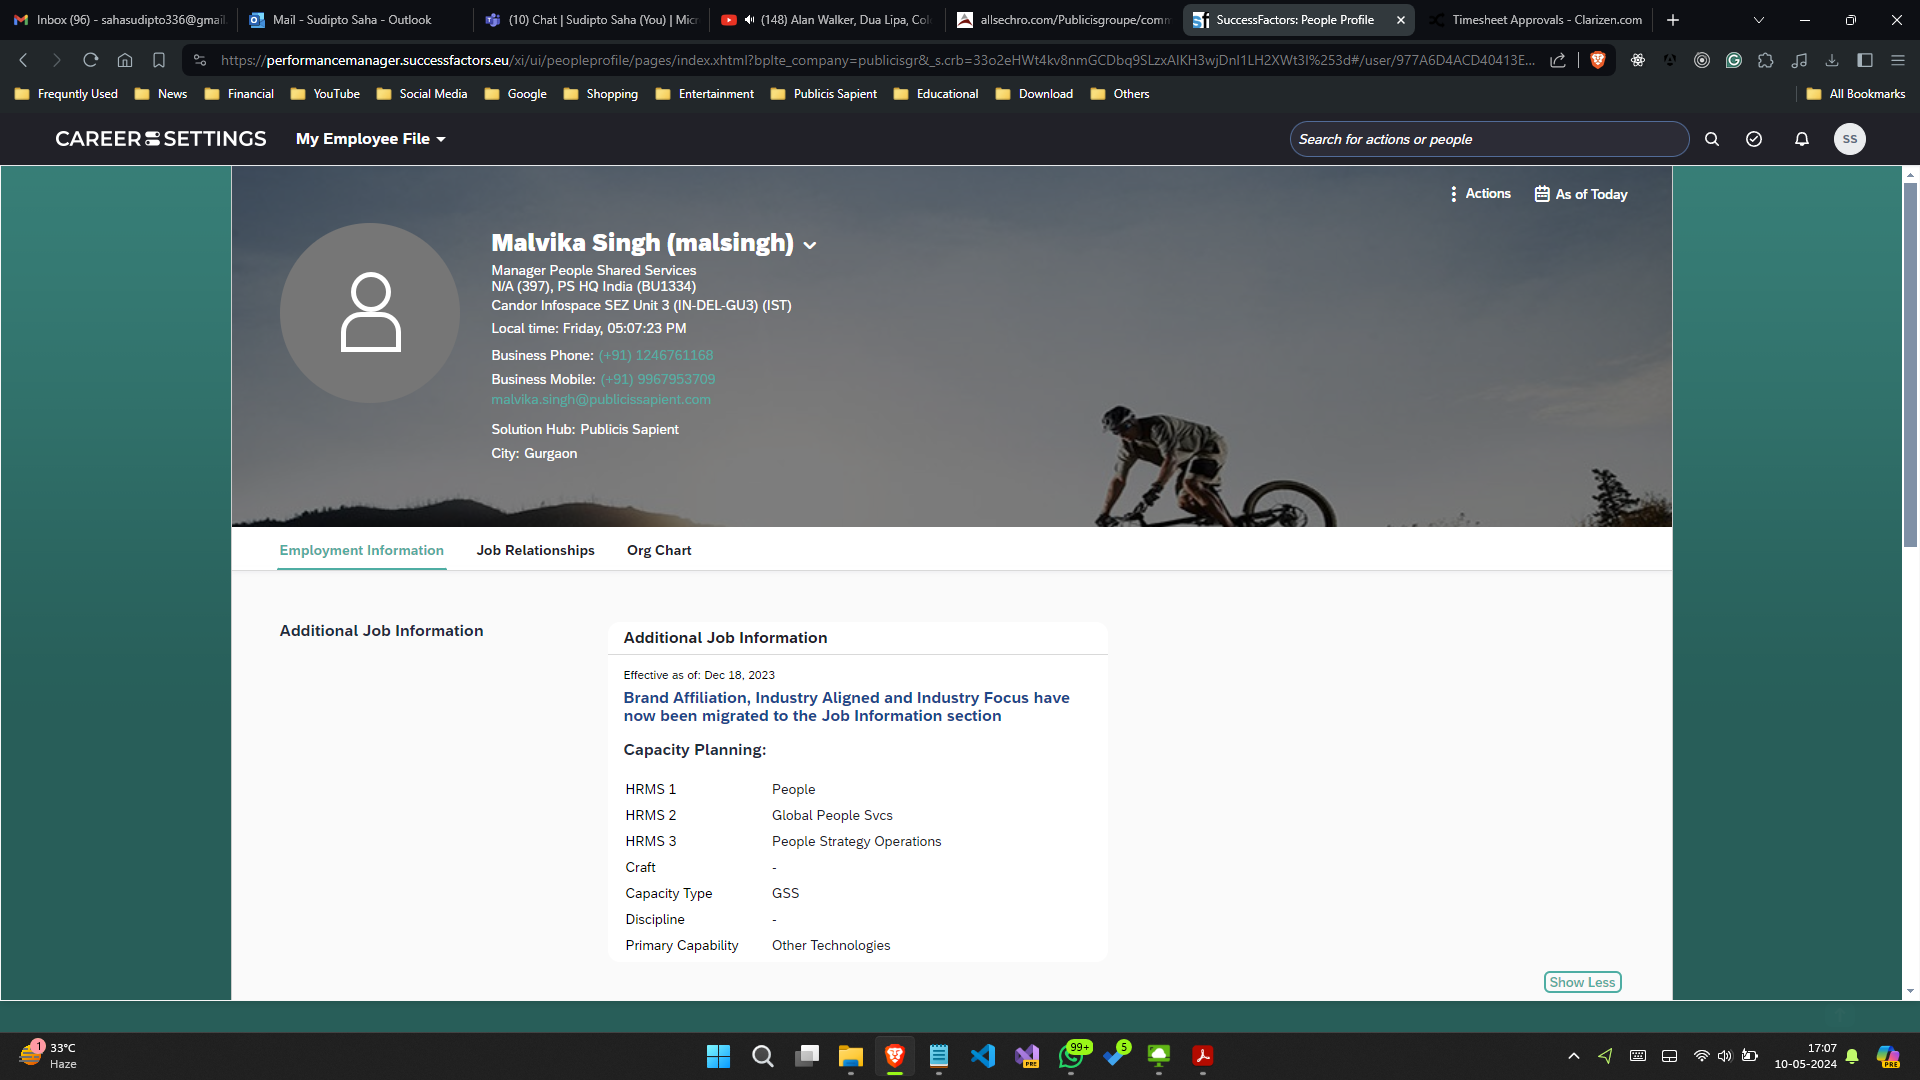 Inbox (96) - sahasudipto336@gmail.
Mail - Sudipto Saha - Outlook
(10) Chat | Sudipto Saha (You) | Micr
(148) Alan Walker, Dua Lipa, Col
allsechro.com/Publicisgroupe/comm
SuccessFactors: People Profile
Timesheet Approvals - Clarizen.com
https://performancemanager.successfactors.eu/xi/ui/peopleprofile/pages/index.xhtml?bplte_company=publicisgr&_s.crb=33o2eHWt4kv8nmGCDbq9SLzxAIKH3wjDnI1LH2XWt3I%253d#/user/977A6D4ACD40413E...
Frequntly Used
News
Financial
YouTube
Social Media
Google
Shopping
Entertainment
Publicis Sapient
Educational
Download
Others
All Bookmarks
CAREER SETTINGS
My Employee File
Search for actions or people
SS
Actions
As of Today
Malvika Singh (malsingh)
Manager People Shared Services
N/A (397), PS HQ India (BU1334)
Candor Infospace SEZ Unit 3 (IN-DEL-GU3) (IST)
Local time: Friday, 05:07:23 PM
Business Phone: (+91) 1246761168
Business Mobile: (+91) 9967953709
malvika.singh@publicissapient.com
Solution Hub: Publicis Sapient
City: Gurgaon
Employment Information
Job Relationships
Org Chart
Additional Job Information
Additional Job Information
Effective as of: Dec 18, 2023
Brand Affiliation, Industry Aligned and Industry Focus have
now been migrated to the Job Information section
Capacity Planning:
HRMS 1 People
HRMS 2 Global People Svcs
HRMS 3 People Strategy Operations
Craft -
Capacity Type GSS
Discipline -
Primary Capability Other Technologies
Show Less
1
33°C
Haze
PRE
99+
5
17:07
10-05-2024
PRE